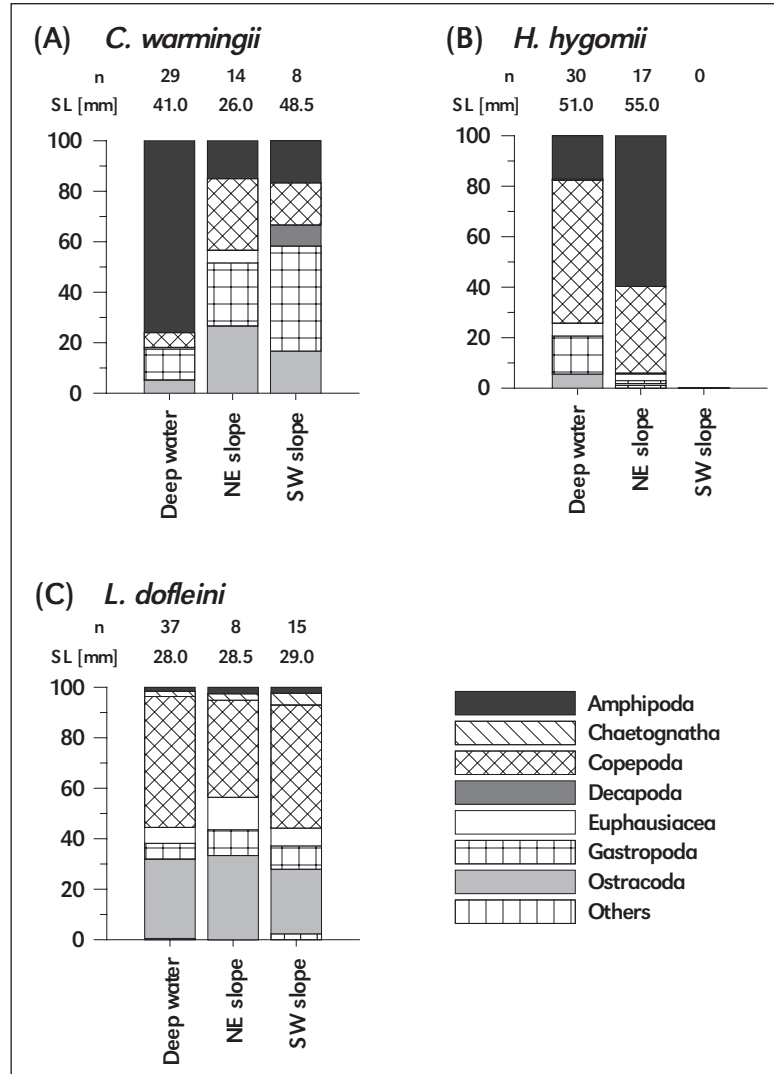 (A) C. warmingii
n 29 14 8
SL [mm] 41.0 26.0 48.5
100
80
60
40
20
0
Deep water
NE slope
SW slope
(B) H. hygomii
n 30 17 0
SL [mm] 51.0 55.0
100
80
60
40
20
0
Deep water
NE slope
SW slope
(C) L. dofleini
n 37 8 15
SL [mm] 28.0 28.5 29.0
100
80
60
40
20
0
Deep water
NE slope
SW slope
Amphipoda
Chaetognatha
Copepoda
Decapoda
Euphausiacea
Gastropoda
Ostracoda
Others